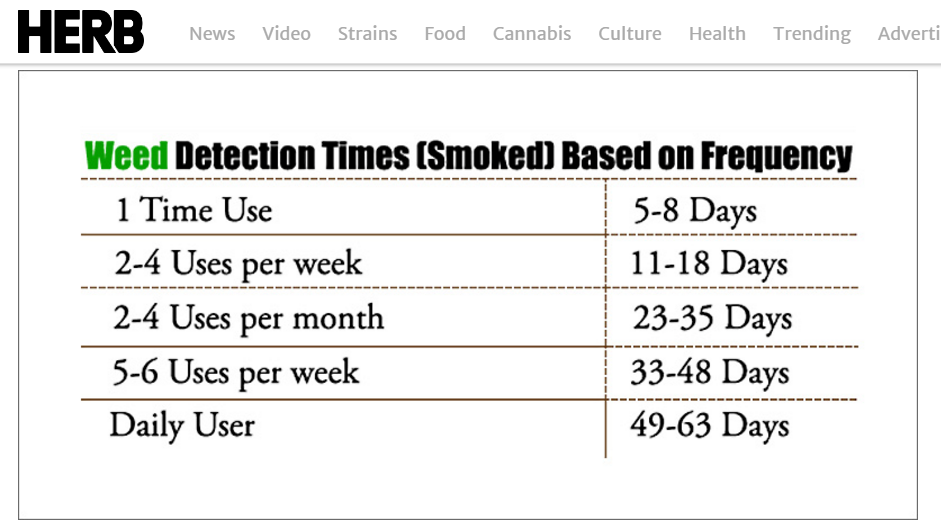 HERB News Video Strains Food Cannabis Culture Health Trending Adverti
Weed Detection Times (Smoked) Based on Frequency
1 Time Use 5-8 Days
2-4 Uses per week 11-18 Days
2-4 Uses per month 23-35 Days
5-6 Uses per week 33-48 Days
Daily User 49-63 Days